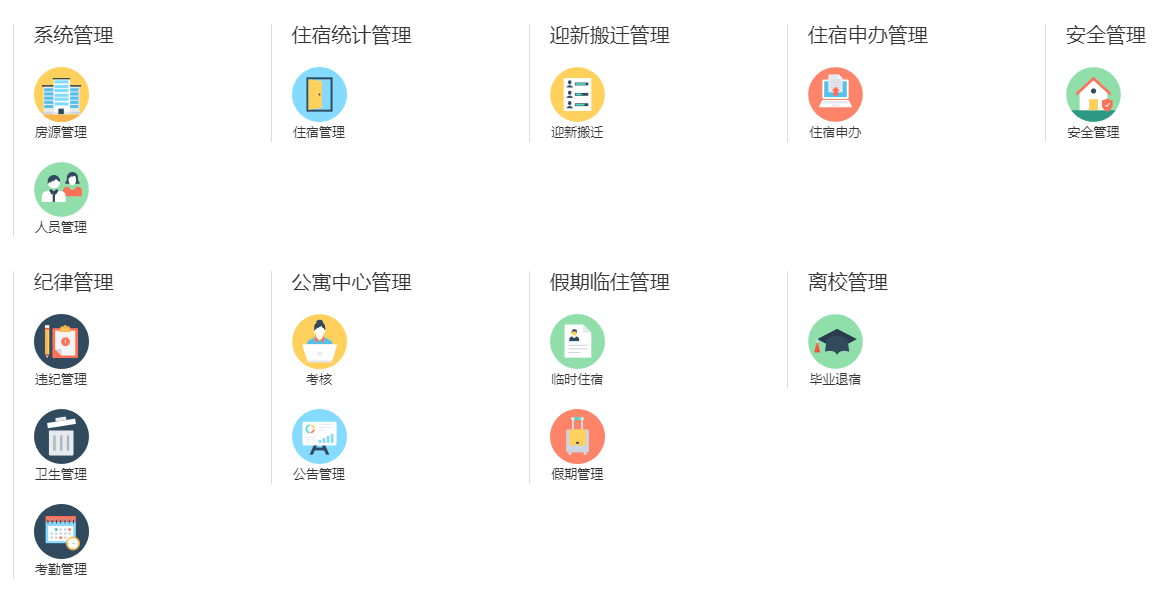 系统管理
房源管理
人员管理
住宿统计管理
住宿管理
迎新搬迁管理
迎新搬迁
住宿申办管理
住宿申办
安全管理
安全管理
纪律管理
违纪管理
卫生管理
考勤管理
公寓中心管理
考核
公告管理
假期临住管理
临时住宿
假期管理
离校管理
毕业退宿